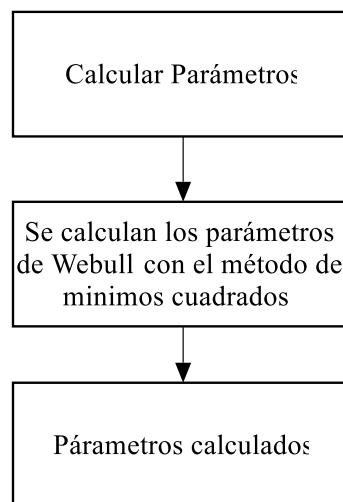 Calcular Parámetros
Se calculan los parámetros
de Webull con el método de
minimos cuadrados
Párametros calculados